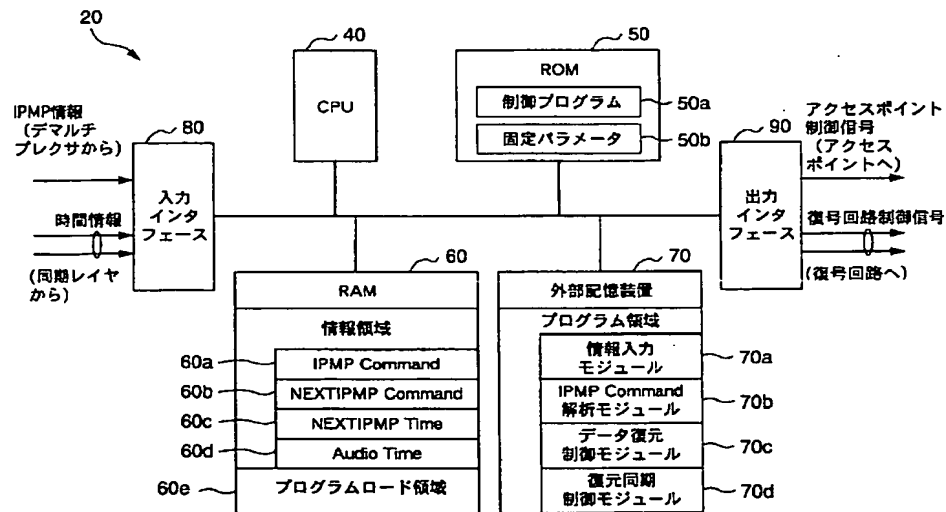 20
40
CPU
50
ROM
制御プログラム
50a
固定パラメータ
50b
IPMP情報
（デマルチ
プレクサから）
80
入力
インタ
フェース
時間情報
(同期レイヤ
から)
90
出力
インタ
フェース
アクセスポイント
制御信号
（アクセス
ポイントへ）
復号回路制御信号
(復号回路へ)
60
RAM
情報領域
60a
IPMP Command
60b
NEXTIPMP Command
60c
NEXTIPMP Time
60d
Audio Time
60e
プログラムロード領域
70
外部記憶装置
プログラム領域
情報入力
モジュール
70a
IPMP Command
解析モジュール
70b
データ復元
制御モジュール
70c
復元同期
制御モジュール
70d